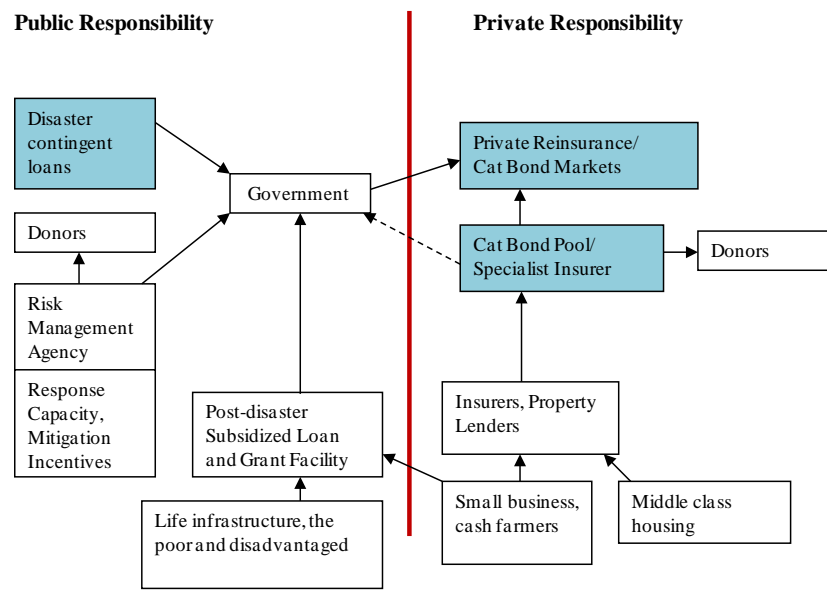 Public Responsibility
Private Responsibility
Disaster
contingent
loans
Private Reinsurance/
Cat Bond Markets
Government
Donors
Cat Bond Pool/
Specialist Insurer
Donors
Risk
Management
Agency
Response
Capacity,
Mitigation
Incentives
Post-disaster
Subsidized Loan
and Grant Facility
Insurers, Property
Lenders
Life infrastructure, the
poor and disadvantaged
Small business,
cash farmers
Middle class
housing